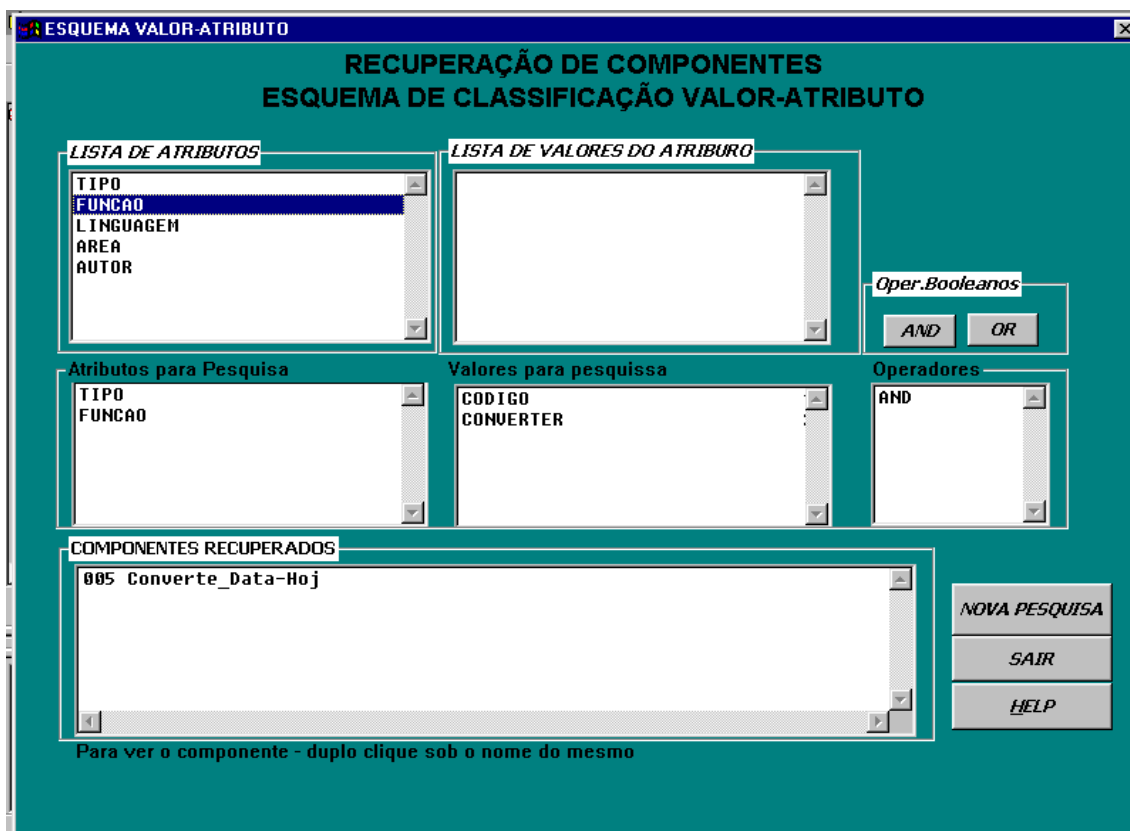 ESQUEMA VALOR-ATRIBUTO
RECUPERAÇÃO DE COMPONENTES
ESQUEMA DE CLASSIFICAÇÃO VALOR-ATRIBUTO
LISTA DE ATRIBUTOS
TIPO
FUNCAO
LINGUAGEM
AREA
AUTOR
LISTA DE VALORES DO ATRIBURO
Oper.Booleanos
AND OR
Atributos para Pesquisa
TIPO
FUNCAO
Valores para pesquissa
CODIGO
CONVERTER
Operadores
AND
COMPONENTES RECUPERADOS
005 Converte_Data-Hoj
NOVA PESQUISA
SAIR
HELP
Para ver o componente - duplo clique sob o nome do mesmo